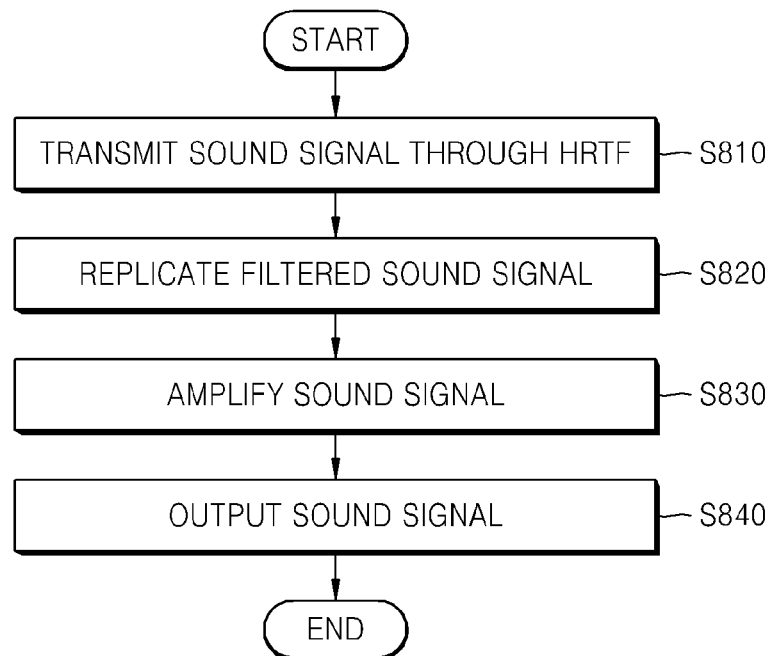 START
TRANSMIT SOUND SIGNAL THROUGH HRTF
S810
REPLICATE FILTERED SOUND SIGNAL
S820
AMPLIFY SOUND SIGNAL
S830
OUTPUT SOUND SIGNAL
S840
END